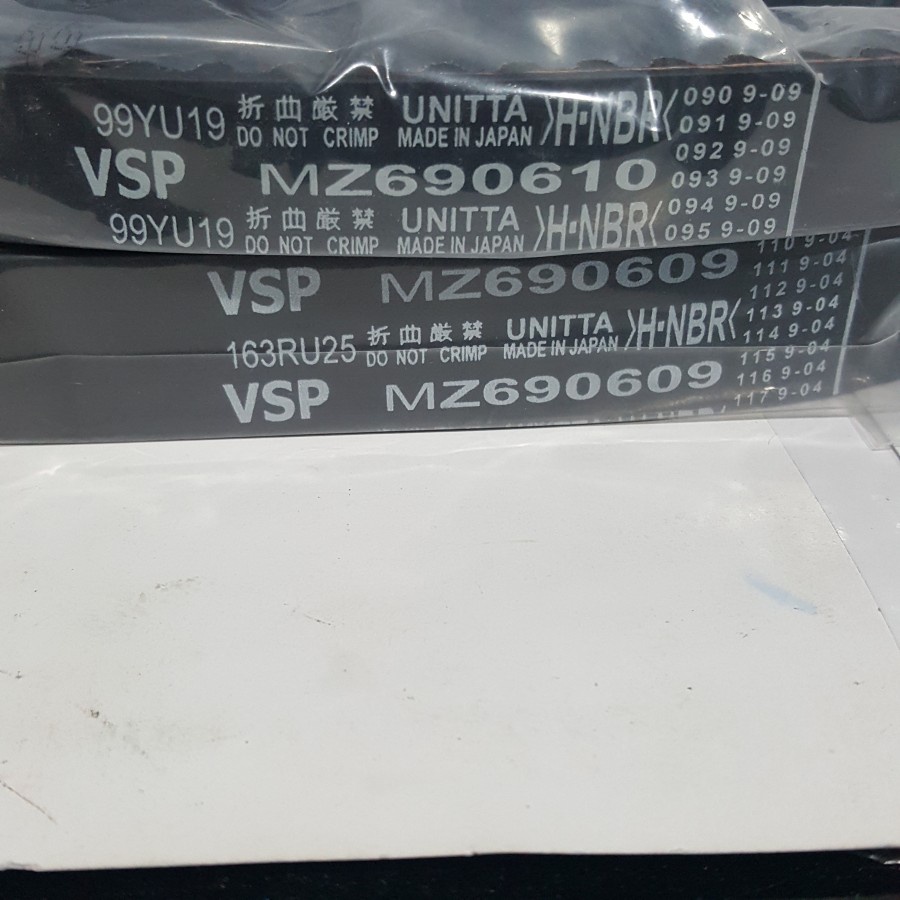 99YU19 折曲厳禁 UNITTA >H-NBR< 090 9-09
DO NOT CRIMP MADE IN JAPAN 091 9-09
VSP MZ690610 092 9-09
093 9-09
99YU19 折曲厳禁 UNITTA >H-NBR< 094 9-09
DO NOT CRIMP MADE IN JAPAN 095 9-09
110 9-04
VSP MZ690609 111 9-04
112 9-04
163RU25 折曲厳禁 UNITTA >H-NBR< 113 9-04
DO NOT CRIMP MADE IN JAPAN 114 9-04
115 9-04
VSP MZ690609 116 9-04
117 9-04